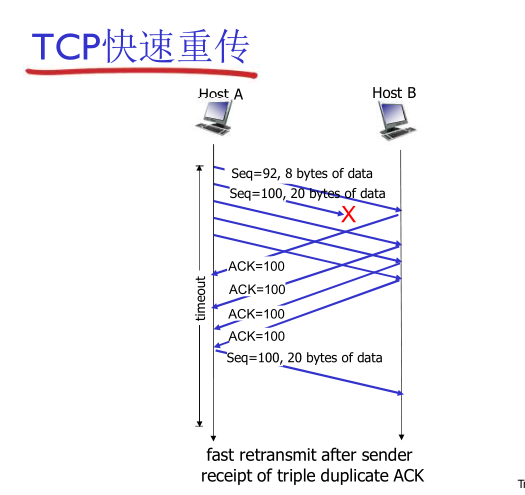 TCP快速重传
Host A
Host B
Seq=92, 8 bytes of data
Seq=100, 20 bytes of data
X
ACK=100
ACK=100
ACK=100
ACK=100
timeout
Seq=100, 20 bytes of data
fast retransmit after sender
receipt of triple duplicate ACK